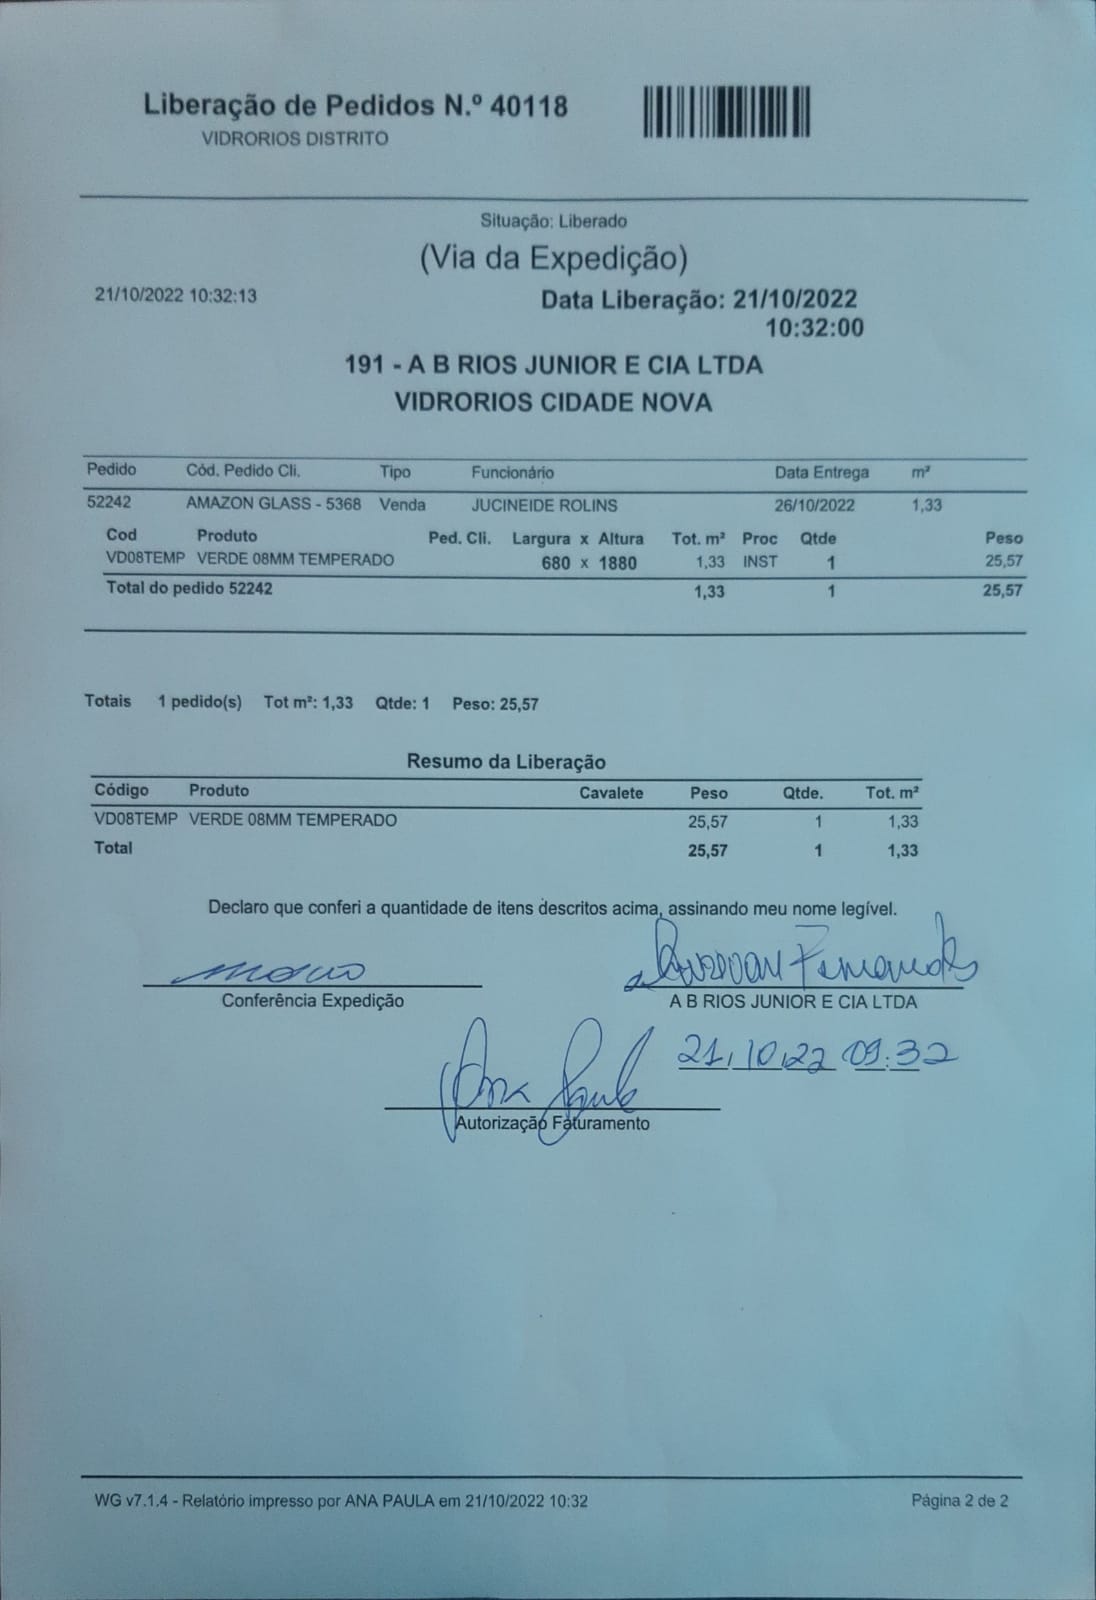 Liberação de Pedidos N.º 40118
VIDRORIOS DISTRITO
Situação: Liberado
(Via da Expedição)
21/10/2022 10:32:13
Data Liberação: 21/10/2022
10:32:00
191 - A B RIOS JUNIOR E CIA LTDA
VIDRORIOS CIDADE NOVA
Pedido Cód. Pedido Cli. Tipo Funcionário Data Entrega m²
52242 AMAZON GLASS - 5368 Venda JUCINEIDE ROLINS 26/10/2022 1,33
Cod Produto Ped. Cli. Largura x Altura Tot. m² Proc Qtde Peso
VD08TEMP VERDE 08MM TEMPERADO 680 x 1880 1,33 INST 1 25,57
Total do pedido 52242 1,33 1 25,57
Totais 1 pedido(s) Tot m²: 1,33 Qtde: 1 Peso: 25,57
Resumo da Liberação
Código Produto Cavalete Peso Qtde. Tot. m²
VD08TEMP VERDE 08MM TEMPERADO 25,57 1 1,33
Total 25,57 1 1,33
Declaro que conferi a quantidade de itens descritos acima, assinando meu nome legível.
Conferência Expedição
A B RIOS JUNIOR E CIA LTDA
21/10/22 09:32
Ana Paula
Autorização Faturamento
WG v7.1.4 - Relatório impresso por ANA PAULA em 21/10/2022 10:32
Página 2 de 2